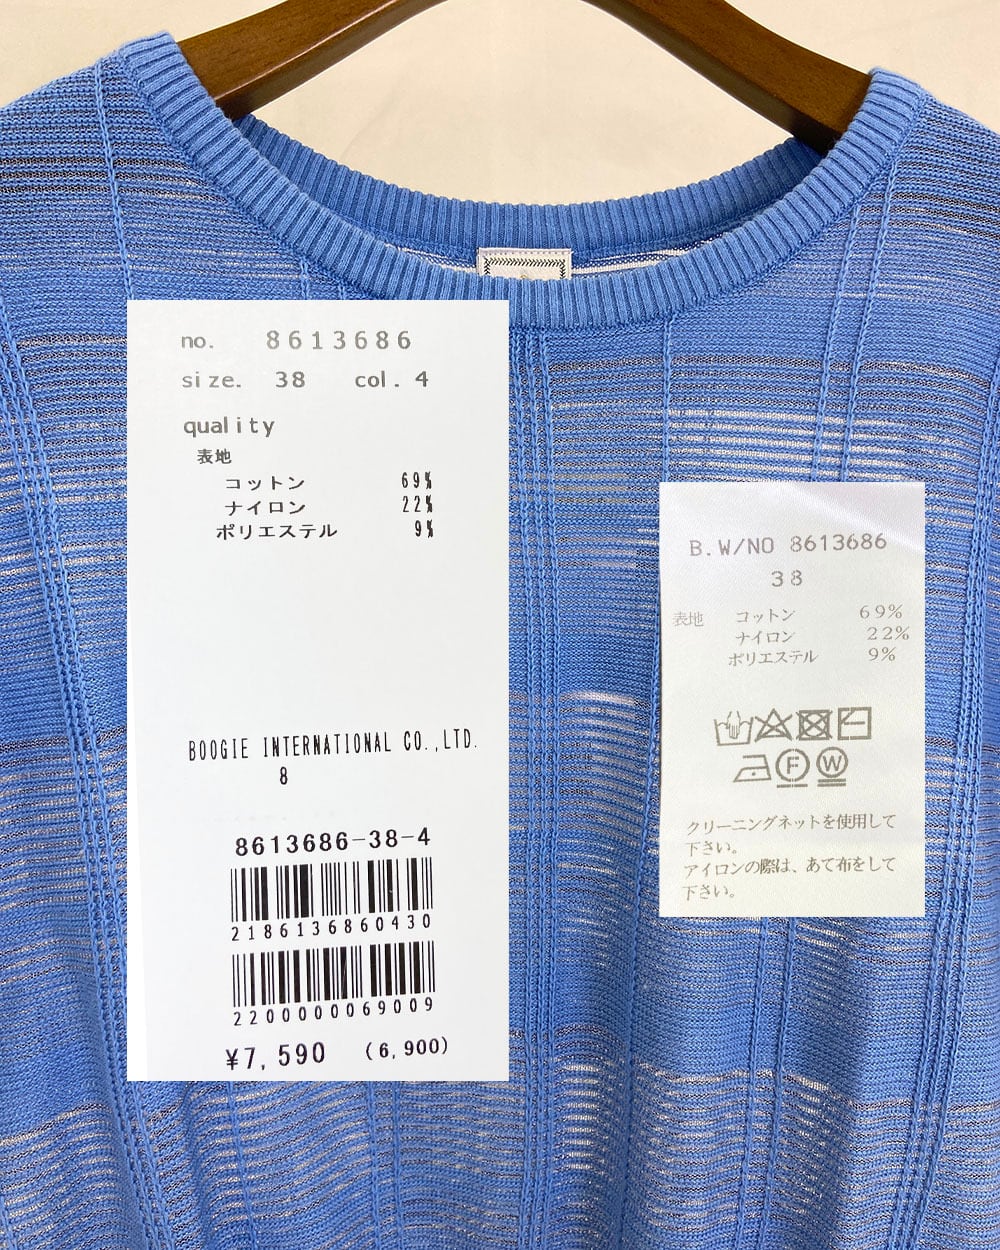 no. 8613686
size. 38 col. 4
quality
表地
コットン 69%
ナイロン 22%
ポリエステル 9%
BOOGIE INTERNATIONAL CO.,LTD.
8
8613686-38-4
2186136860430
2200000069009
¥7,590 (6,900)
B.W/NO 8613686
38
表地 コットン 69%
ナイロン 22%
ポリエステル 9%
F W
クリーニングネットを使用して
下さい。
アイロンの際は、あて布をして
下さい。